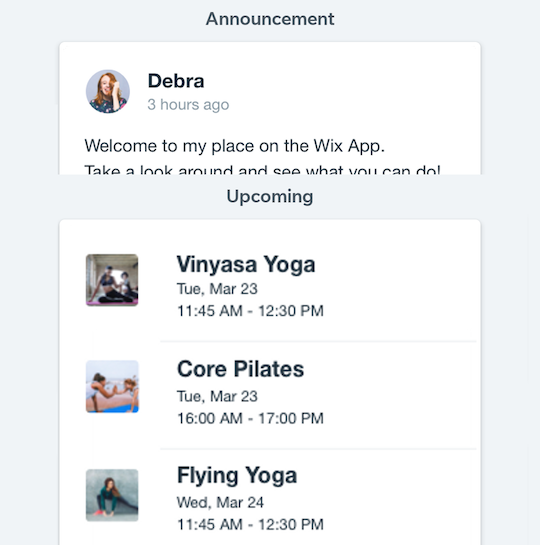 Announcement
Debra
3 hours ago
Welcome to my place on the Wix App.
Take a look around and see what you can do!
Upcoming
Vinyasa Yoga
Tue, Mar 23
11:45 AM - 12:30 PM
Core Pilates
Tue, Mar 23
16:00 AM - 17:00 PM
Flying Yoga
Wed, Mar 24
11:45 AM - 12:30 PM